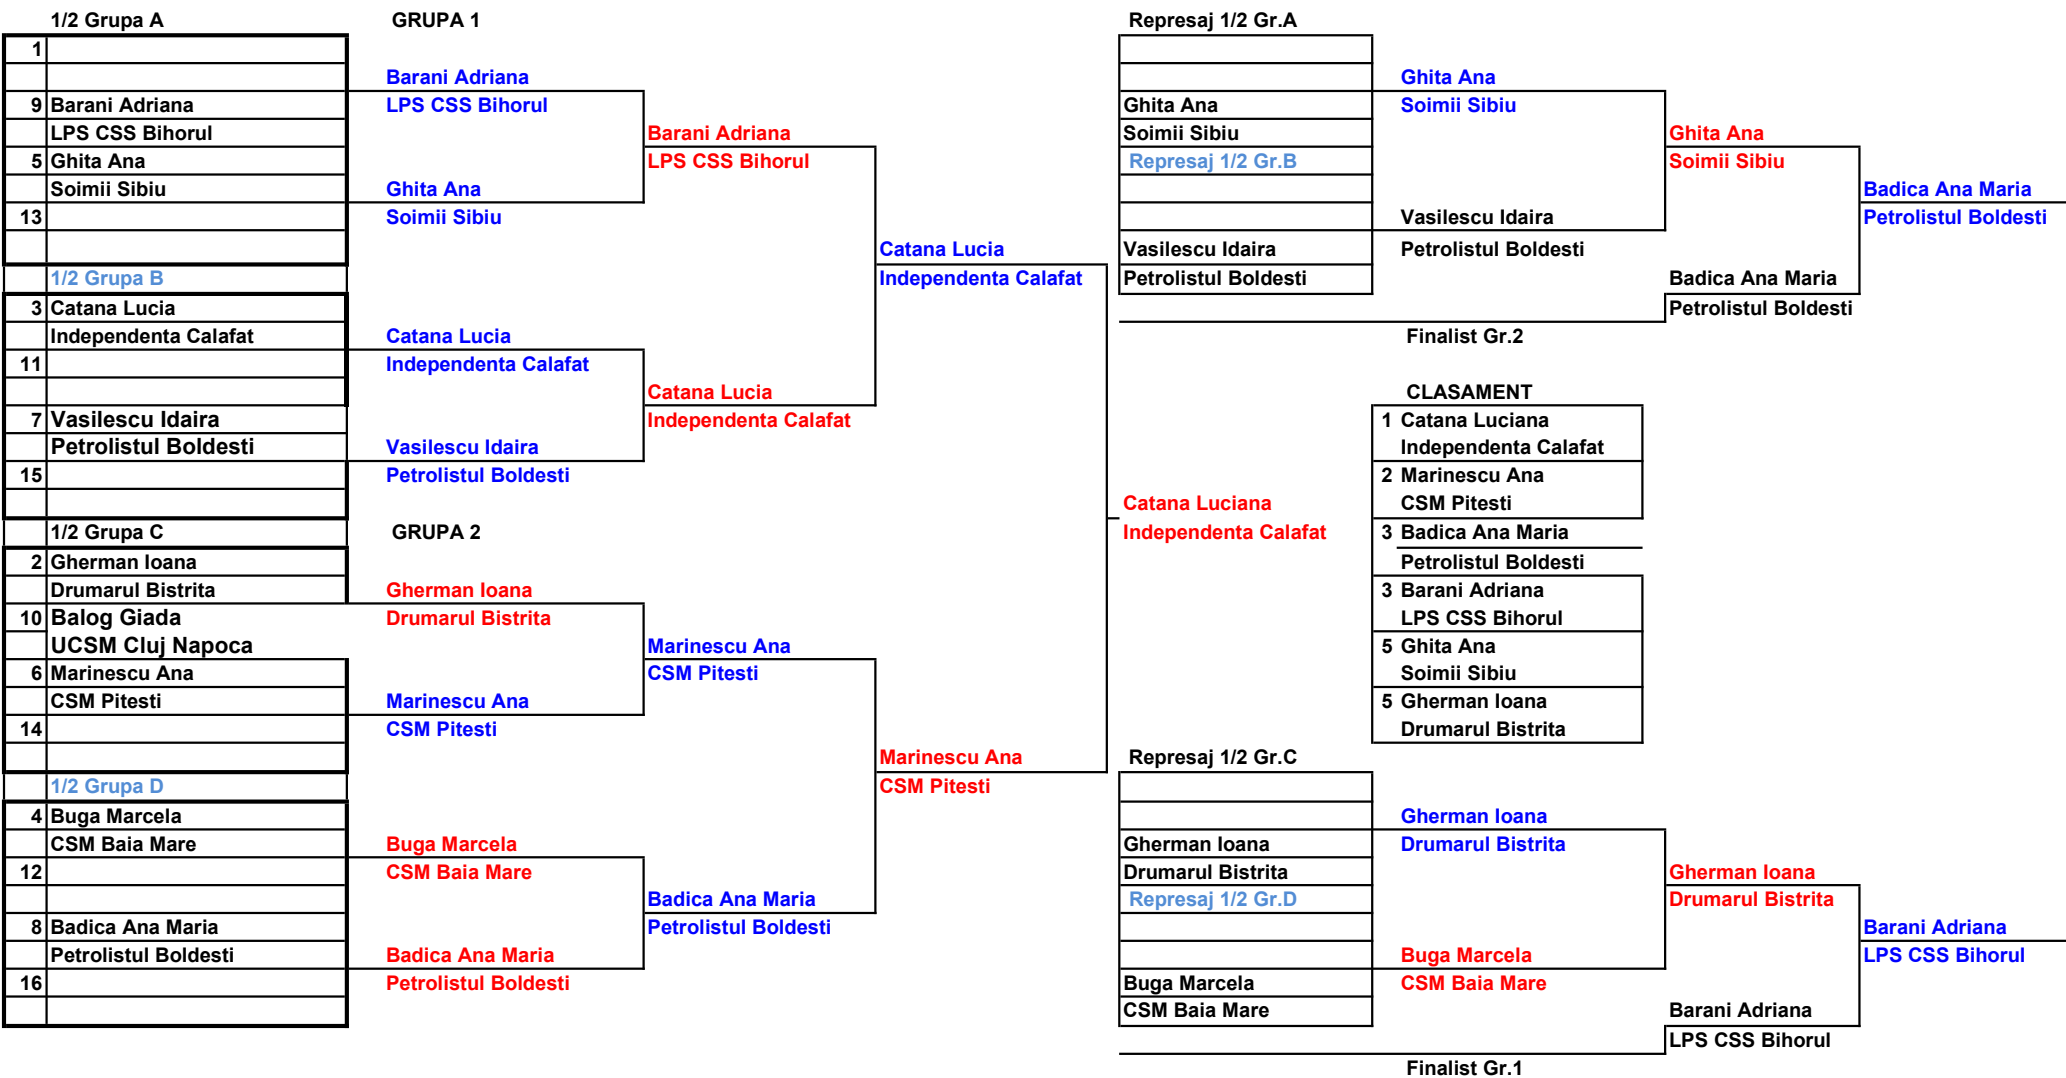 1/2 Grupa A
GRUPA 1
1
Barani Adriana
9 Barani Adriana
LPS CSS Bihorul
LPS CSS Bihorul
Barani Adriana
5 Ghita Ana
LPS CSS Bihorul
Soimii Sibiu
Ghita Ana
13
Soimii Sibiu
Catana Lucia
1/2 Grupa B
Independenta Calafat
3 Catana Lucia
Independenta Calafat
Catana Lucia
11
Independenta Calafat
Catana Lucia
7 Vasilescu Idaira
Independenta Calafat
Petrolistul Boldesti
Vasilescu Idaira
15
Petrolistul Boldesti
Catana Luciana
1/2 Grupa C
GRUPA 2
Independenta Calafat
2 Gherman Ioana
Drumarul Bistrita
Gherman Ioana
10 Balog Giada
Drumarul Bistrita
UCSM Cluj Napoca
Marinescu Ana
6 Marinescu Ana
CSM Pitesti
CSM Pitesti
Marinescu Ana
14
CSM Pitesti
Marinescu Ana
1/2 Grupa D
CSM Pitesti
4 Buga Marcela
CSM Baia Mare
Buga Marcela
12
CSM Baia Mare
Badica Ana Maria
8 Badica Ana Maria
Petrolistul Boldesti
Petrolistul Boldesti
Badica Ana Maria
16
Petrolistul Boldesti
Represaj 1/2 Gr.A
Ghita Ana
Ghita Ana
Soimii Sibiu
Soimii Sibiu
Ghita Ana
Represaj 1/2 Gr.B
Soimii Sibiu
Badica Ana Maria
Vasilescu Idaira
Petrolistul Boldesti
Vasilescu Idaira
Petrolistul Boldesti
Petrolistul Boldesti
Badica Ana Maria
Petrolistul Boldesti
Finalist Gr.2
CLASAMENT
1 Catana Luciana
Independenta Calafat
2 Marinescu Ana
CSM Pitesti
3 Badica Ana Maria
Petrolistul Boldesti
3 Barani Adriana
LPS CSS Bihorul
5 Ghita Ana
Soimii Sibiu
5 Gherman Ioana
Drumarul Bistrita
Represaj 1/2 Gr.C
Gherman Ioana
Gherman Ioana
Drumarul Bistrita
Drumarul Bistrita
Gherman Ioana
Represaj 1/2 Gr.D
Drumarul Bistrita
Barani Adriana
Buga Marcela
LPS CSS Bihorul
Buga Marcela
CSM Baia Mare
CSM Baia Mare
Barani Adriana
LPS CSS Bihorul
Finalist Gr.1